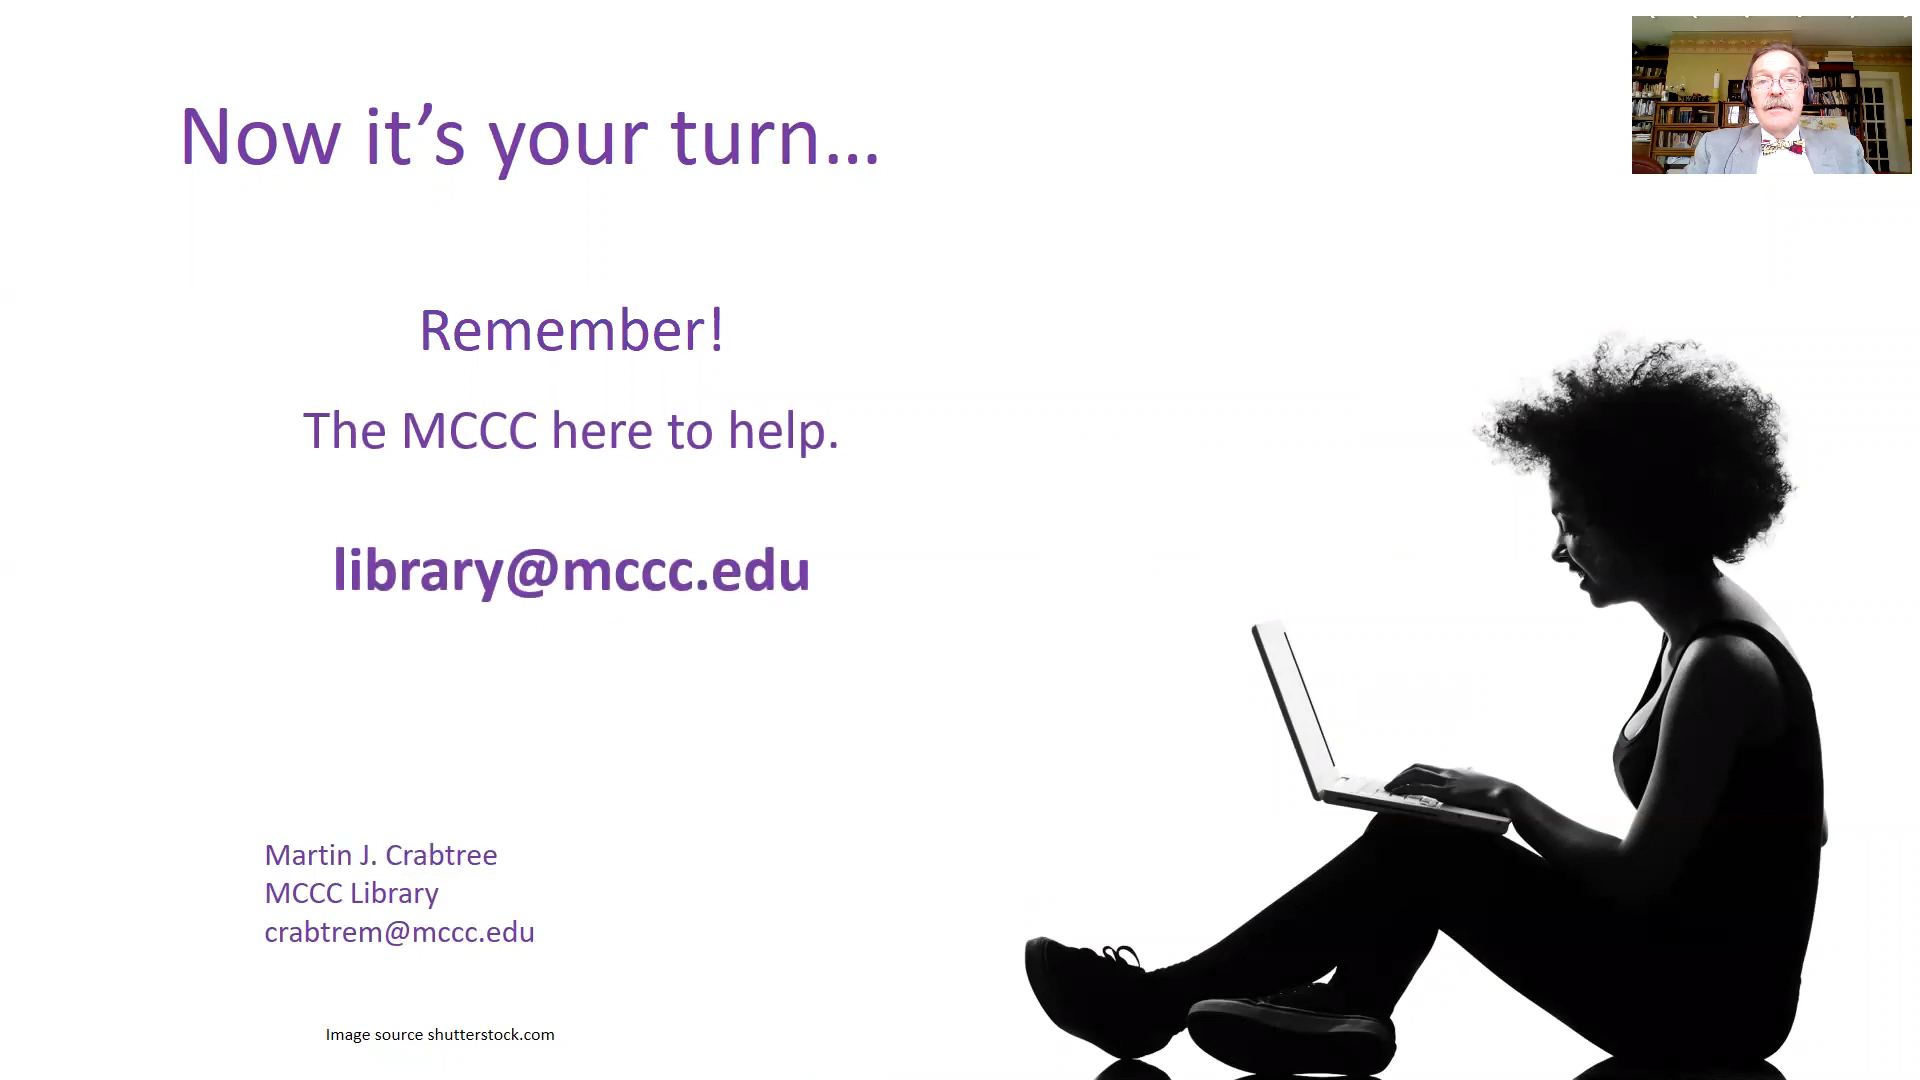 Now it’s your turn...
Remember!
The MCCC here to help.
library@mccc.edu
Martin J. Crabtree
MCCC Library
crabtrem@mccc.edu
Image source shutterstock.com